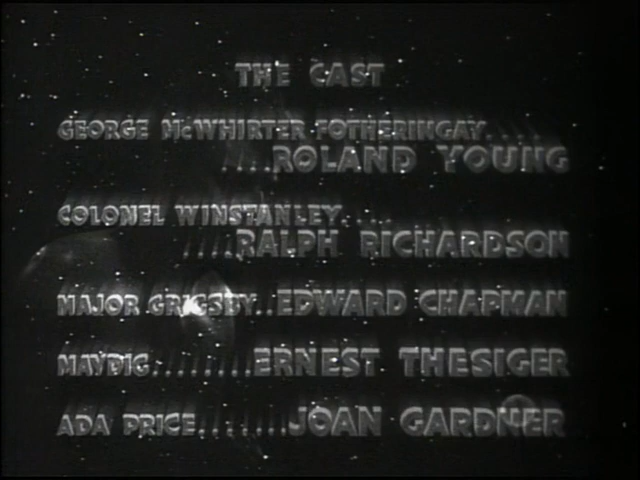 THE CAST
GEORGE McWHIRTER FOTHERINGAY....
....ROLAND YOUNG
COLONEL WINSTANLEY....
....RALPH RICHARDSON
MAJOR GRIGSBY..EDWARD CHAPMAN
MAYDIG........ERNEST THESIGER
ADA PRICE.......JOAN GARDNER